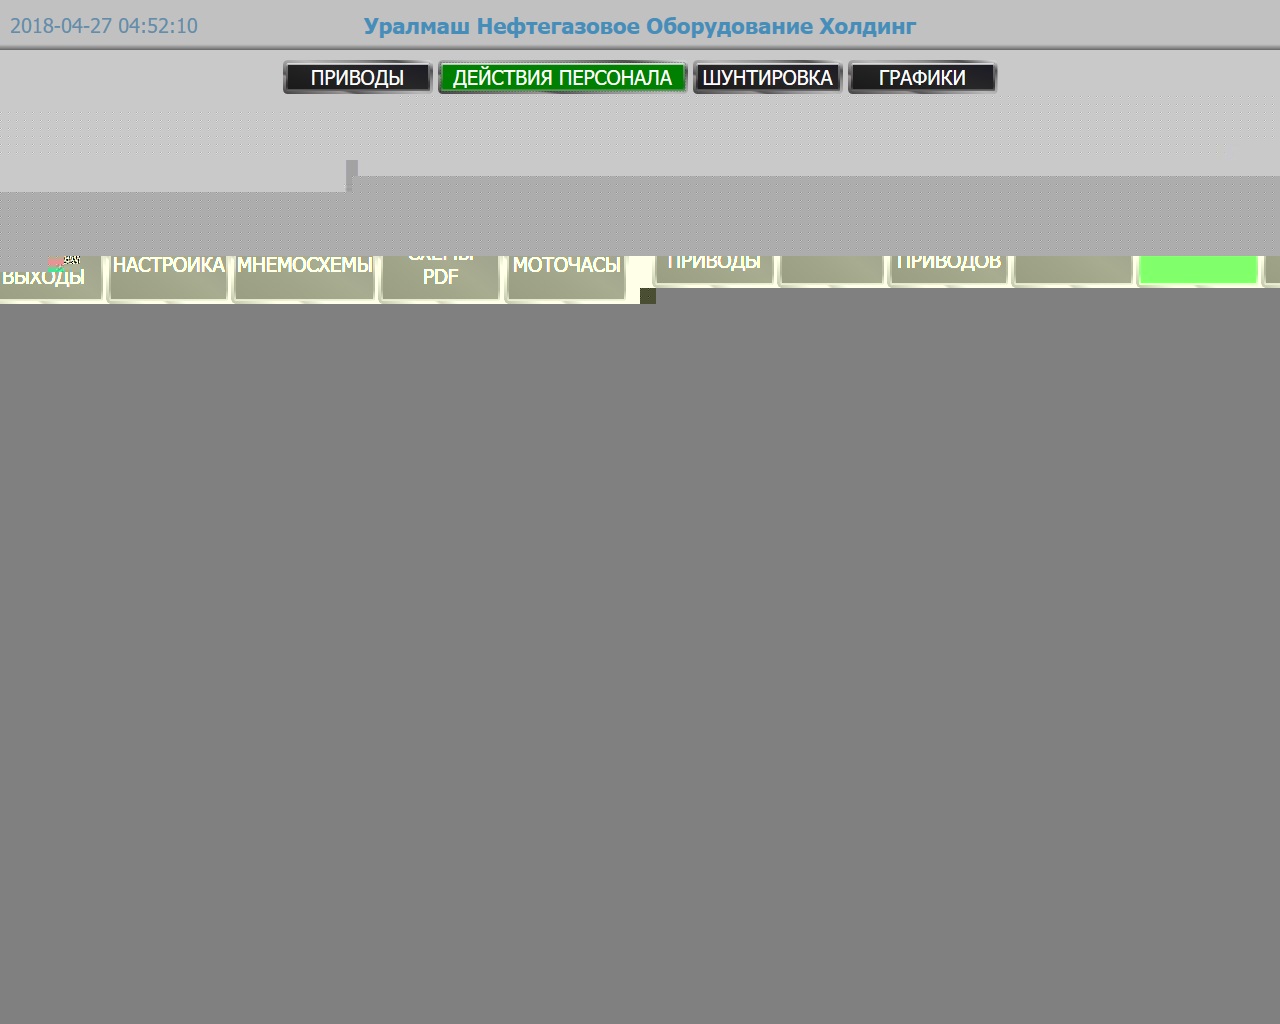 2018-04-27 04:52:10
Уралмаш Нефтегазовое Оборудование Холдинг
ПРИВОДЫ ДЕЙСТВИЯ ПЕРСОНАЛА ШУНТИРОВКА ГРАФИКИ
ВЫХОДЫ НАСТРОЙКА МНЕМОСХЕМЫ СХЕМЫ PDF МОТОЧАСЫ ПРИВОДЫ ПРИВОДОВ